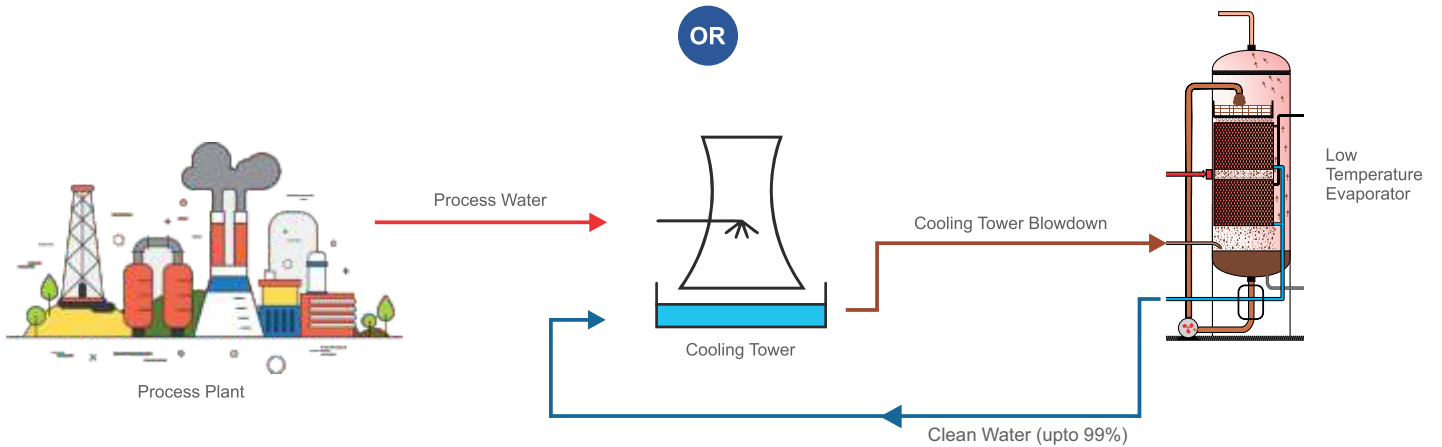 OR
Process Water
Cooling Tower Blowdown
Low
Temperature
Evaporator
Cooling Tower
Process Plant
Clean Water (upto 99%)